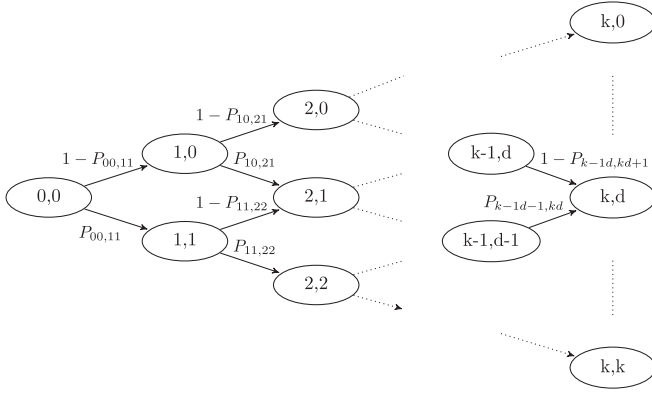 k,0
2,0
1 − P10,21
1 − P00,11
1,0
P10,21
k-1,d
1 − Pk−1d,kd+1
0,0
1 − P11,22
2,1
Pk−1d−1,kd
k,d
P00,11
1,1
P11,22
k-1,d-1
2,2
k,k